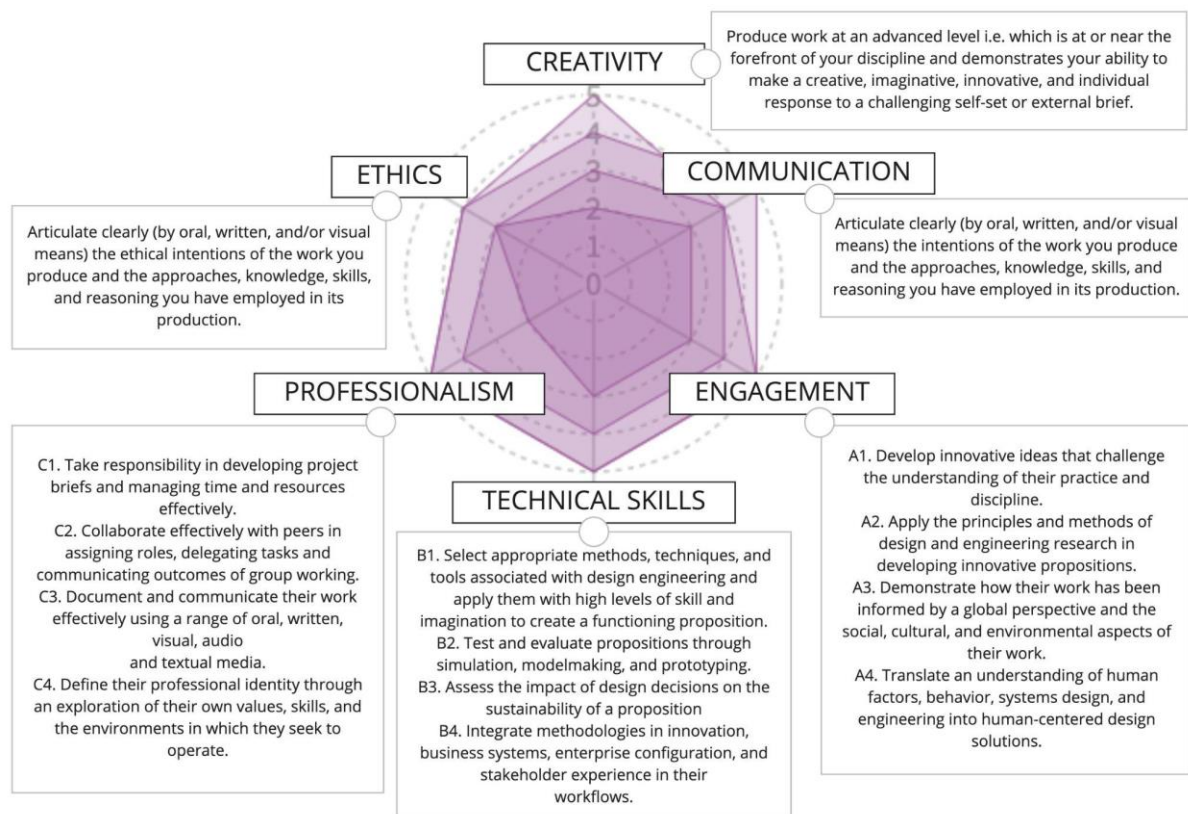 CREATIVITY
Produce work at an advanced level i.e. which is at or near the
forefront of your discipline and demonstrates your ability to
make a creative, imaginative, innovative, and individual
response to a challenging self-set or external brief.
5
4
3
2
1
0
ETHICS
Articulate clearly (by oral, written, and/or visual
means) the ethical intentions of the work you
produce and the approaches, knowledge, skills,
and reasoning you have employed in its
production.
COMMUNICATION
Articulate clearly (by oral, written, and/or visual
means) the intentions of the work you produce
and the approaches, knowledge, skills, and
reasoning you have employed in its production.
PROFESSIONALISM
C1. Take responsibility in developing project
briefs and managing time and resources
effectively.
C2. Collaborate effectively with peers in
assigning roles, delegating tasks and
communicating outcomes of group working.
C3. Document and communicate their work
effectively using a range of oral, written,
visual, audio
and textual media.
C4. Define their professional identity through
an exploration of their own values, skills, and
the environments in which they seek to
operate.
TECHNICAL SKILLS
B1. Select appropriate methods, techniques, and
tools associated with design engineering and
apply them with high levels of skill and
imagination to create a functioning proposition.
B2. Test and evaluate propositions through
simulation, modelmaking, and prototyping.
B3. Assess the impact of design decisions on the
sustainability of a proposition
B4. Integrate methodologies in innovation,
business systems, enterprise configuration, and
stakeholder experience in their
workflows.
ENGAGEMENT
A1. Develop innovative ideas that challenge
the understanding of their practice and
discipline.
A2. Apply the principles and methods of
design and engineering research in
developing innovative propositions.
A3. Demonstrate how their work has been
informed by a global perspective and the
social, cultural, and environmental aspects of
their work.
A4. Translate an understanding of human
factors, behavior, systems design, and
engineering into human-centered design
solutions.